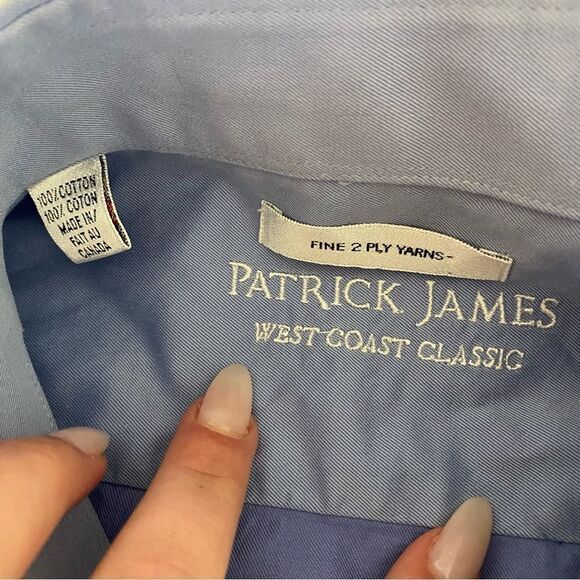 100% COTTON
100% COTON
MADE IN/
FAIT AU
CANADA
FINE 2 PLY YARNS-
PATRICK JAMES
WEST COAST CLASSIC